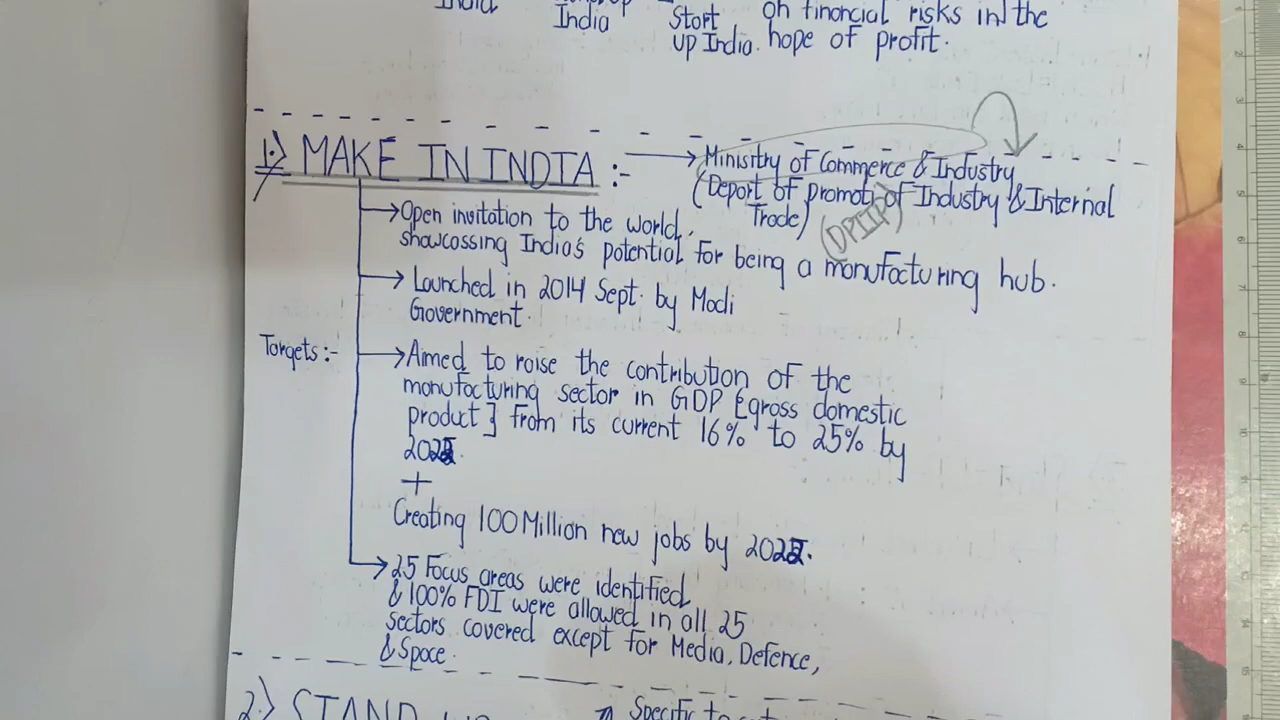 India
India
Start
up India.
on financial risks in the
hope of profit.
1.) MAKE IN INDIA :- → Minisitry of Commerce & Industry
(Depart of promoti- of Industry & Internal
Trade) (DPIIP)
→ Open invitation to the world,
showcassing India's potential for being a manufacturing hub.
→ Launched in 2014 Sept. by Modi
Government.
Targets :- → Aimed to raise the contribution of the
manufacturing sector in GDP [gross domestic
product] from its current 16% to 25% by
2022.
+
Creating 100 Million new jobs by 2022.
→ 25 Focus areas were identified
& 100% FDI were allowed in all 25
sectors covered except for Media, Defence,
& Space.
2.) STAND
Specific